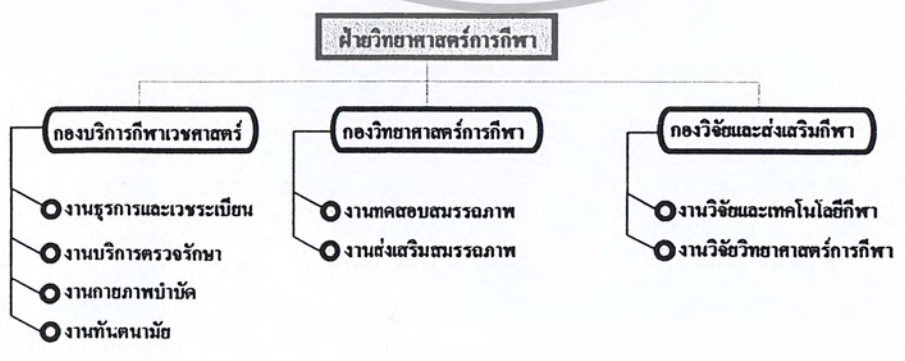 ฝ่ายวิทยาศาสตร์การกีฬา
กองบริการกีฬาเวชศาสตร์
งานธุรการและเวชระเบียน
งานบริการตรวจรักษา
งานกายภาพบำบัด
งานทันตนามัย
กองวิทยาศาสตร์การกีฬา
งานทดสอบสมรรถภาพ
งานส่งเสริมสมรรถภาพ
กองวิจัยและส่งเสริมกีฬา
งานวิจัยและเทคโนโลยีกีฬา
งานวิจัยวิทยาศาสตร์การกีฬา